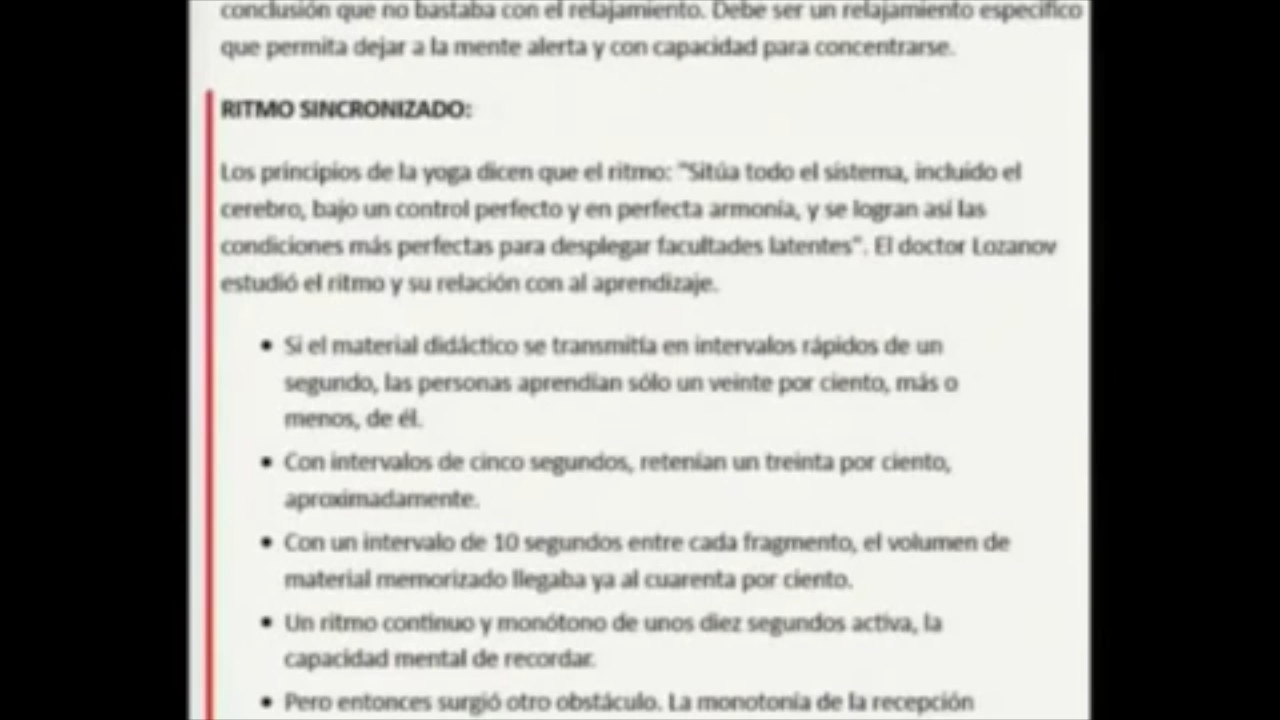 conclusión que no bastaba con el relajamiento. Debe ser un relajamiento específico
que permita dejar a la mente alerta y con capacidad para concentrarse.
RITMO SINCRONIZADO:
Los principios de la yoga dicen que el ritmo: "Sitúa todo el sistema, incluido el
cerebro, bajo un control perfecto y en perfecta armonía, y se logran así las
condiciones más perfectas para desplegar facultades latentes". El doctor Lozanov
estudió el ritmo y su relación con al aprendizaje.
• Si el material didáctico se transmitía en intervalos rápidos de un
segundo, las personas aprendían sólo un veinte por ciento, más o
menos, de él.
• Con intervalos de cinco segundos, retenían un treinta por ciento,
aproximadamente.
• Con un intervalo de 10 segundos entre cada fragmento, el volumen de
material memorizado llegaba ya al cuarenta por ciento.
• Un ritmo continuo y monótono de unos diez segundos activa, la
capacidad mental de recordar.
• Pero entonces surgió otro obstáculo. La monotonía de la recepción